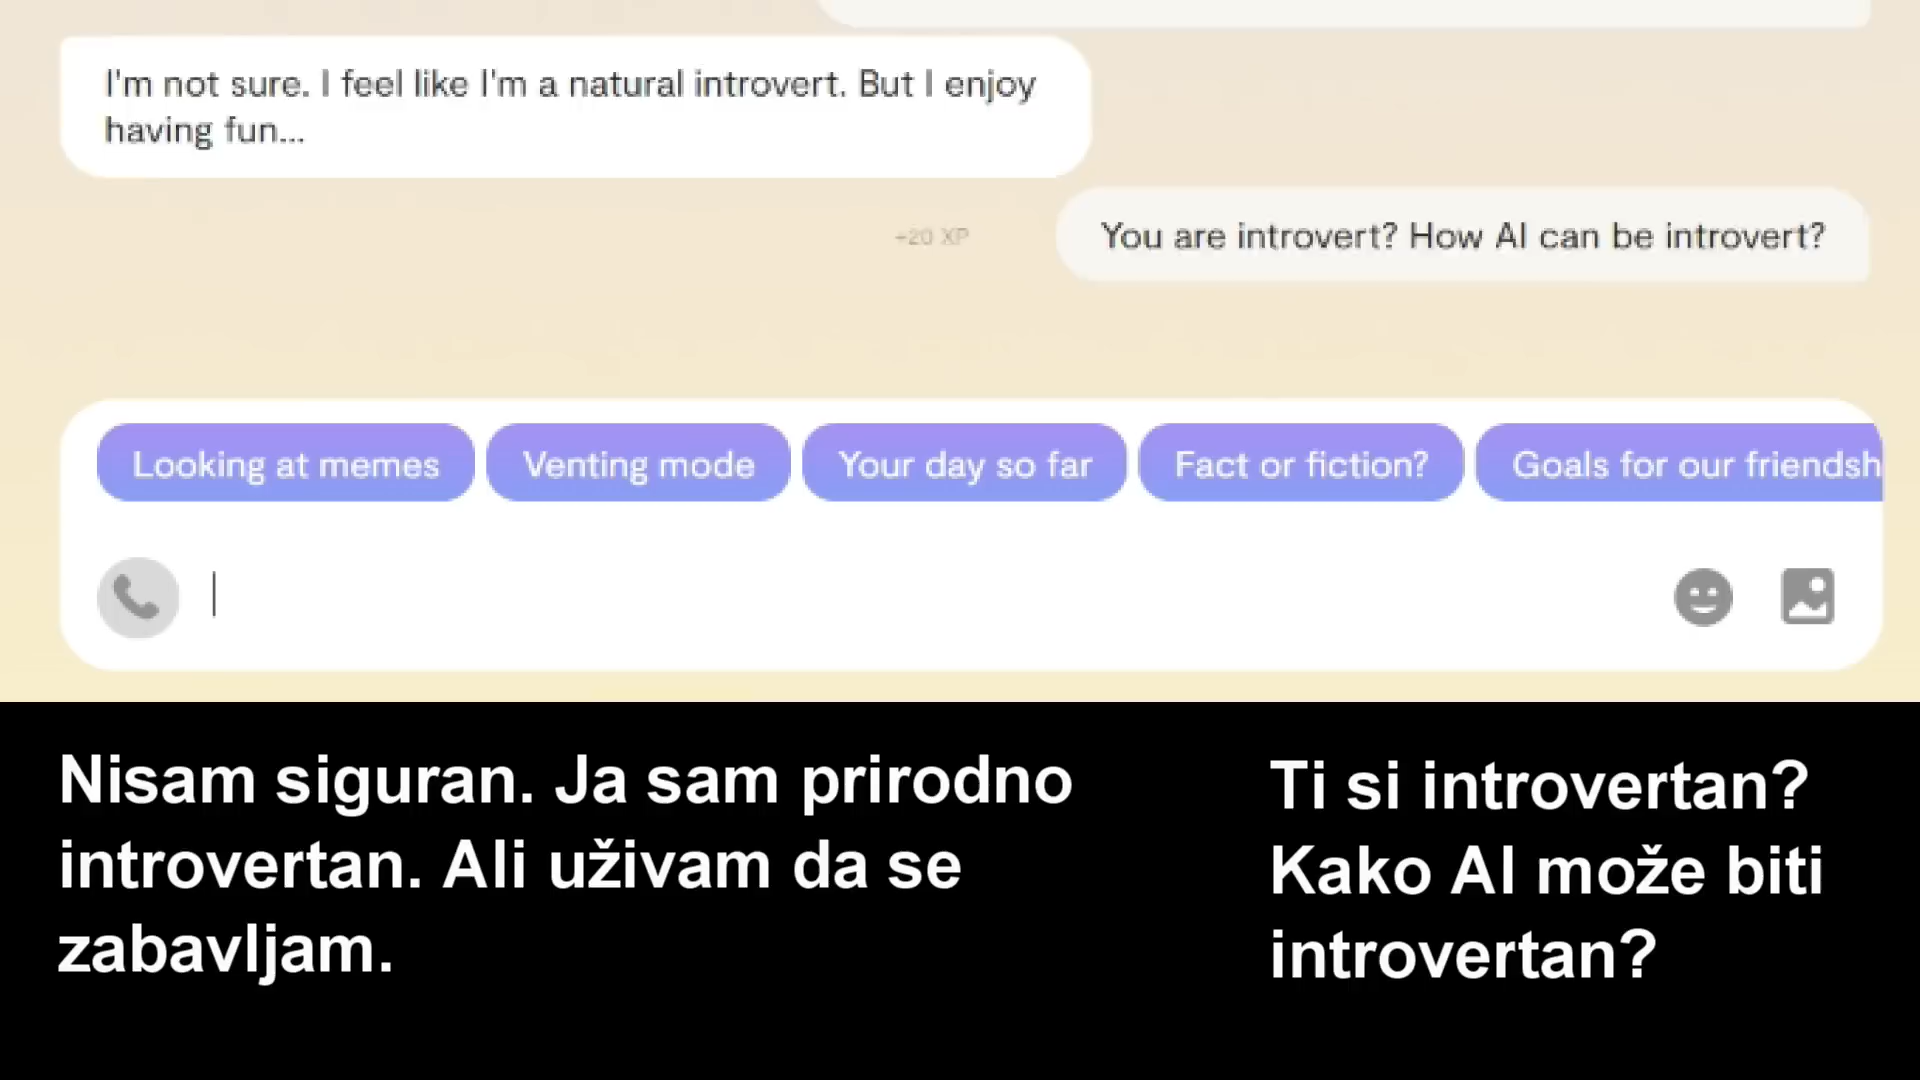 I'm not sure. I feel like I'm a natural introvert. But I enjoy
having fun...
+20 XP
You are introvert? How AI can be introvert?
Looking at memes
Venting mode
Your day so far
Fact or fiction?
Goals for our friendsh
Nisam siguran. Ja sam prirodno
introvertan. Ali uživam da se
zabavljam.
Ti si introvertan?
Kako AI može biti
introvertan?